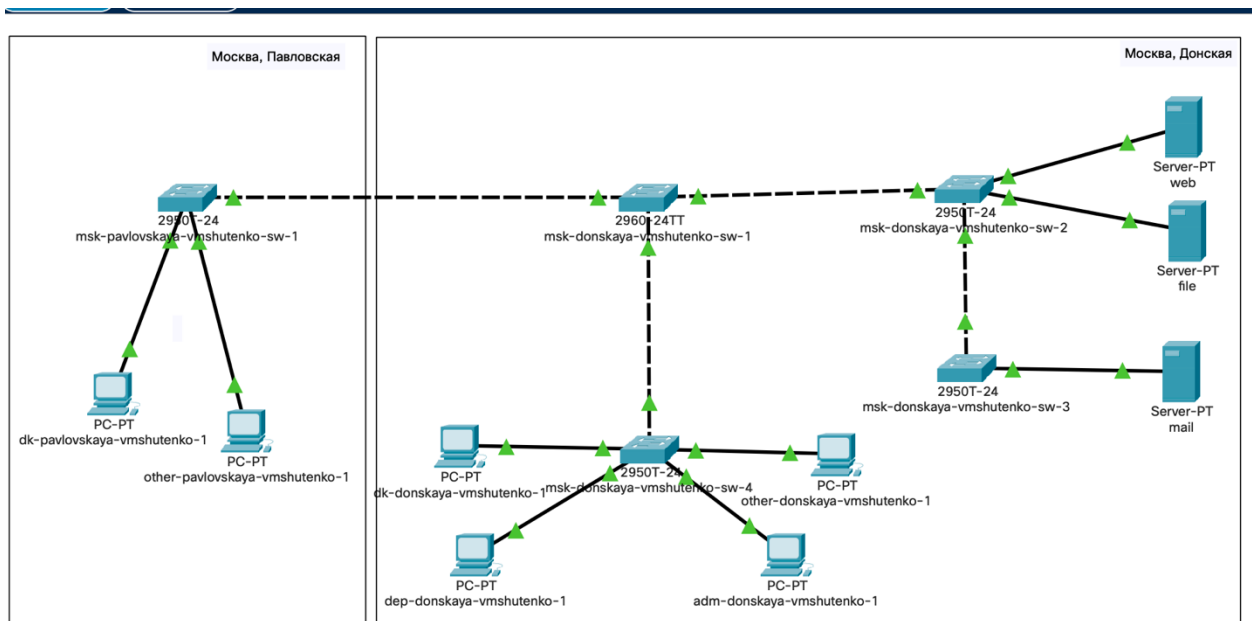 Москва, Павловская
Москва, Донская
Server-PT
web
2950T-24
msk-pavlovskaya-vmshutenko-sw-1
2960-24TT
msk-donskaya-vmshutenko-sw-1
2950T-24
msk-donskaya-vmshutenko-sw-2
Server-PT
file
2950T-24
msk-donskaya-vmshutenko-sw-3
Server-PT
mail
PC-PT
dk-pavlovskaya-vmshutenko-1
PC-PT
other-pavlovskaya-vmshutenko-1
PC-PT
dk-donskaya-vmshutenko-1
2950T-24
msk-donskaya-vmshutenko-sw-4
PC-PT
other-donskaya-vmshutenko-1
PC-PT
dep-donskaya-vmshutenko-1
PC-PT
adm-donskaya-vmshutenko-1